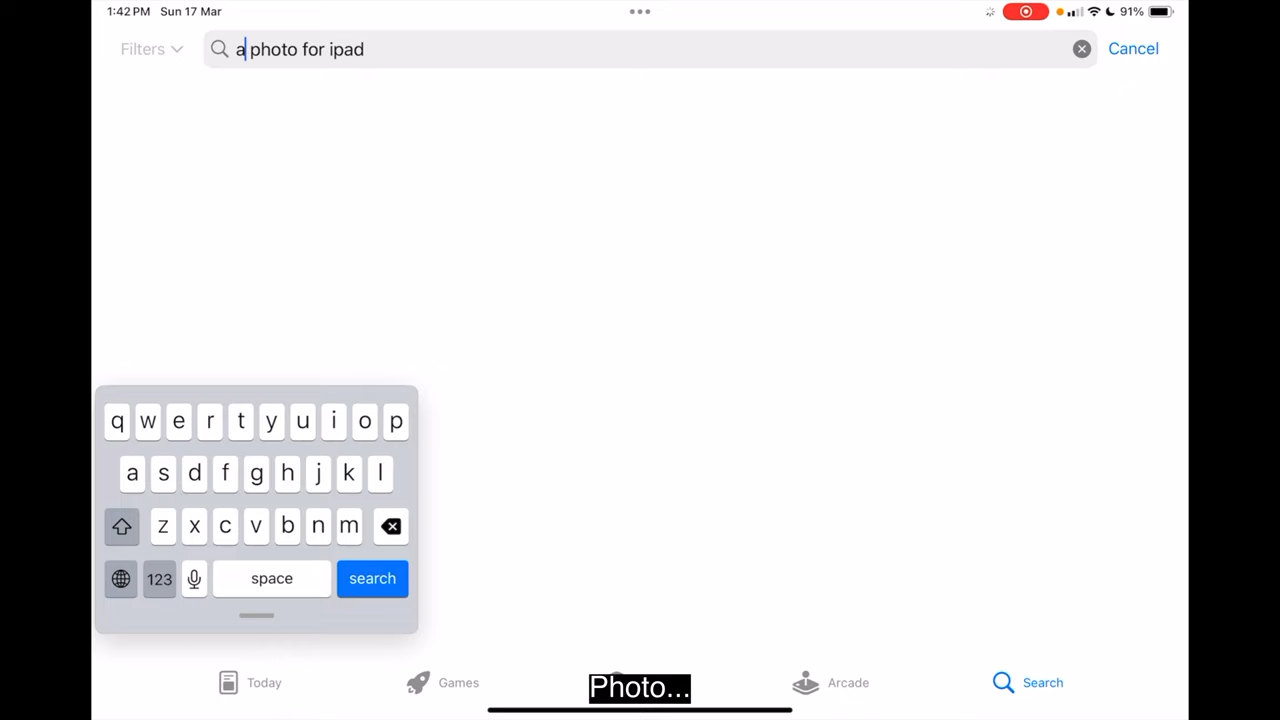 1:42 PM Sun 17 Mar 91%
Filters a photo for ipad Cancel
q w e r t y u i o p
a s d f g h j k l
z x c v b n m
123 space search
Today Games Photo... Arcade Search